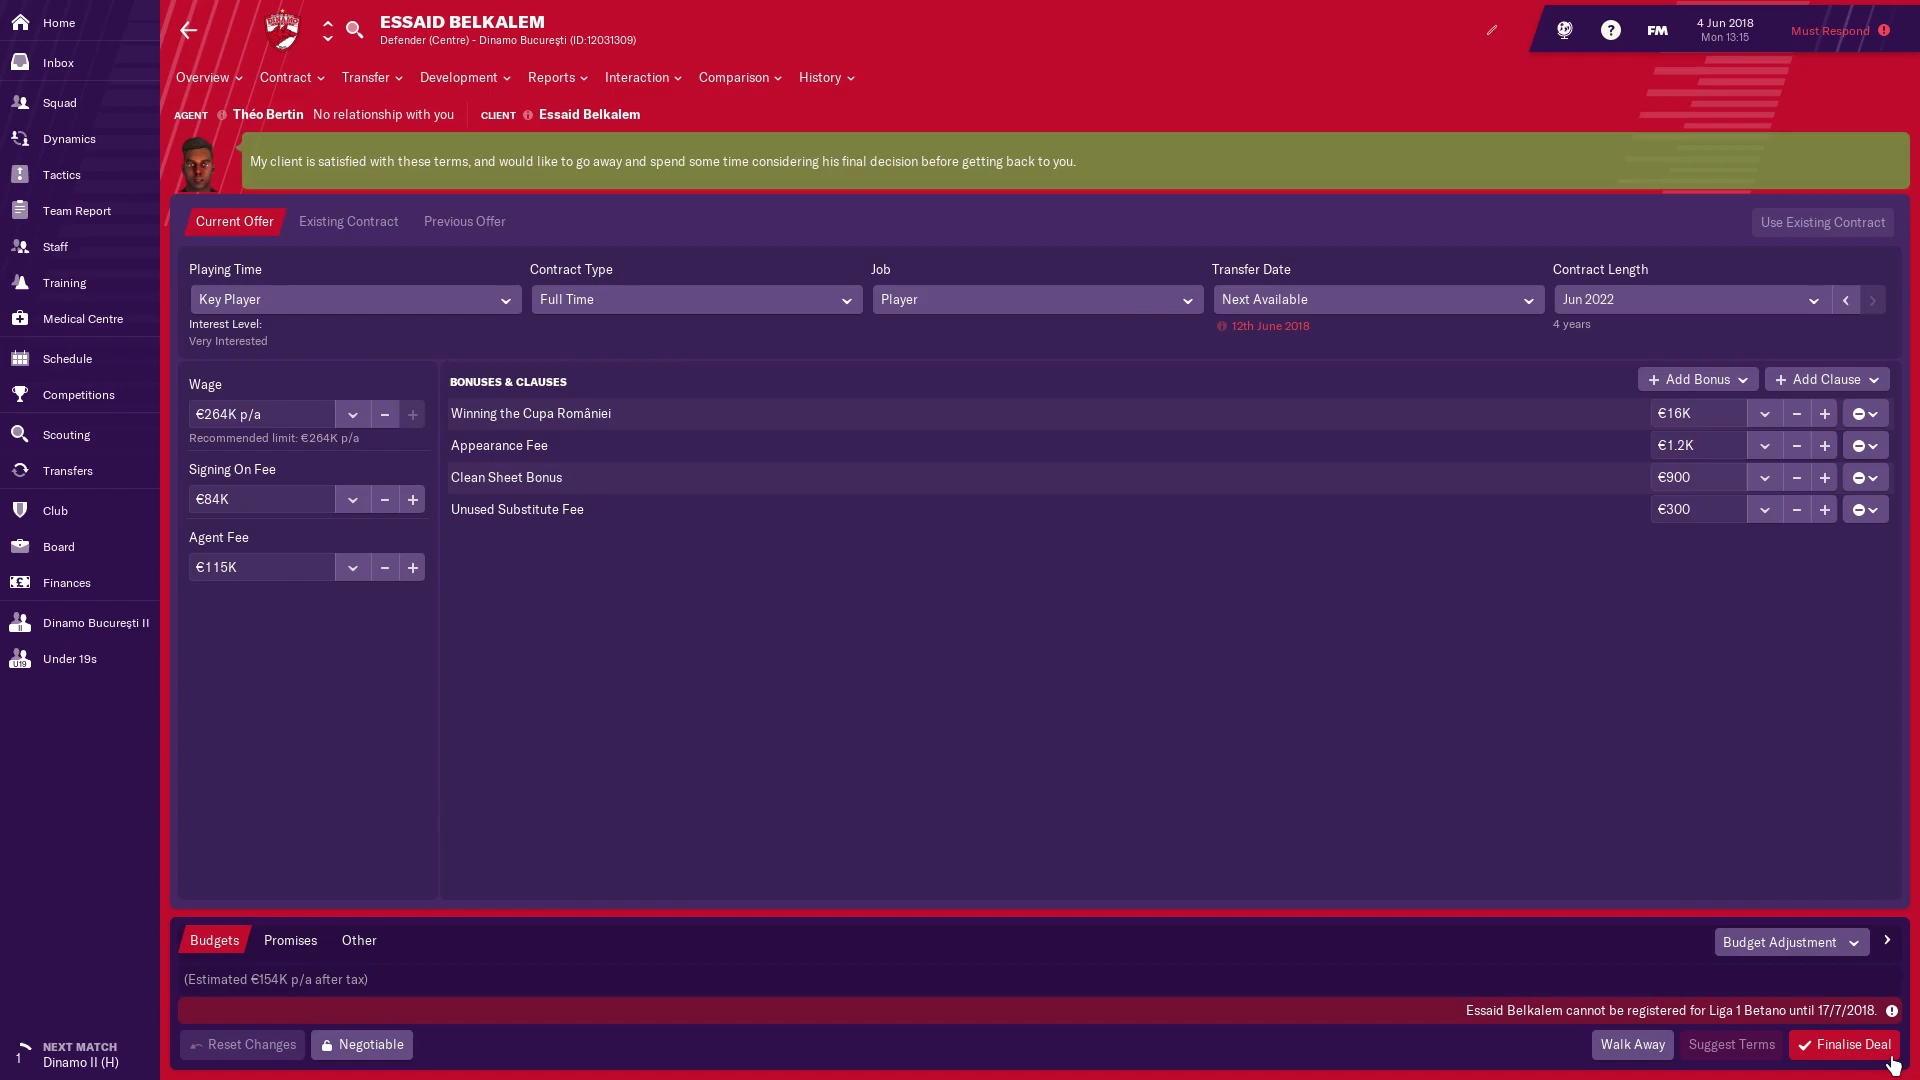 Home
Inbox
Squad
Dynamics
Tactics
Team Report
Staff
Training
Medical Centre
Schedule
Competitions
Scouting
Transfers
Club
Board
Finances
II
Dinamo Bucureşti II
U19
Under 19s
1
NEXT MATCH
Dinamo II (H)
ESSAID BELKALEM
Defender (Centre) - Dinamo Bucureşti (ID:12031309)
?
FM
4 Jun 2018
Mon 13:15
Must Respond
Overview
Contract
Transfer
Development
Reports
Interaction
Comparison
History
AGENT Théo Bertin No relationship with you CLIENT Essaid Belkalem
My client is satisfied with these terms, and would like to go away and spend some time considering his final decision before getting back to you.
Current Offer
Existing Contract
Previous Offer
Use Existing Contract
Playing Time
Key Player
Interest Level:
Very Interested
Contract Type
Full Time
Job
Player
Transfer Date
Next Available
12th June 2018
Contract Length
Jun 2022
4 years
Wage
€264K p/a
Recommended limit: €264K p/a
Signing On Fee
€84K
Agent Fee
€115K
BONUSES & CLAUSES
Add Bonus
Add Clause
Winning the Cupa României €16K
Appearance Fee €1.2K
Clean Sheet Bonus €900
Unused Substitute Fee €300
Budgets
Promises
Other
Budget Adjustment
(Estimated €154K p/a after tax)
Essaid Belkalem cannot be registered for Liga 1 Betano until 17/7/2018.
Reset Changes
Negotiable
Walk Away
Suggest Terms
Finalise Deal